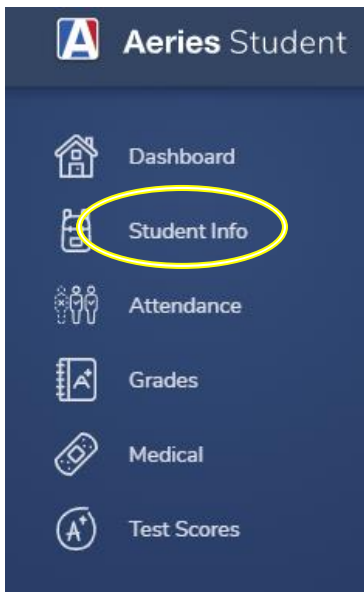 Aeries Student
Dashboard
Student Info
Attendance
Grades
Medical
Test Scores